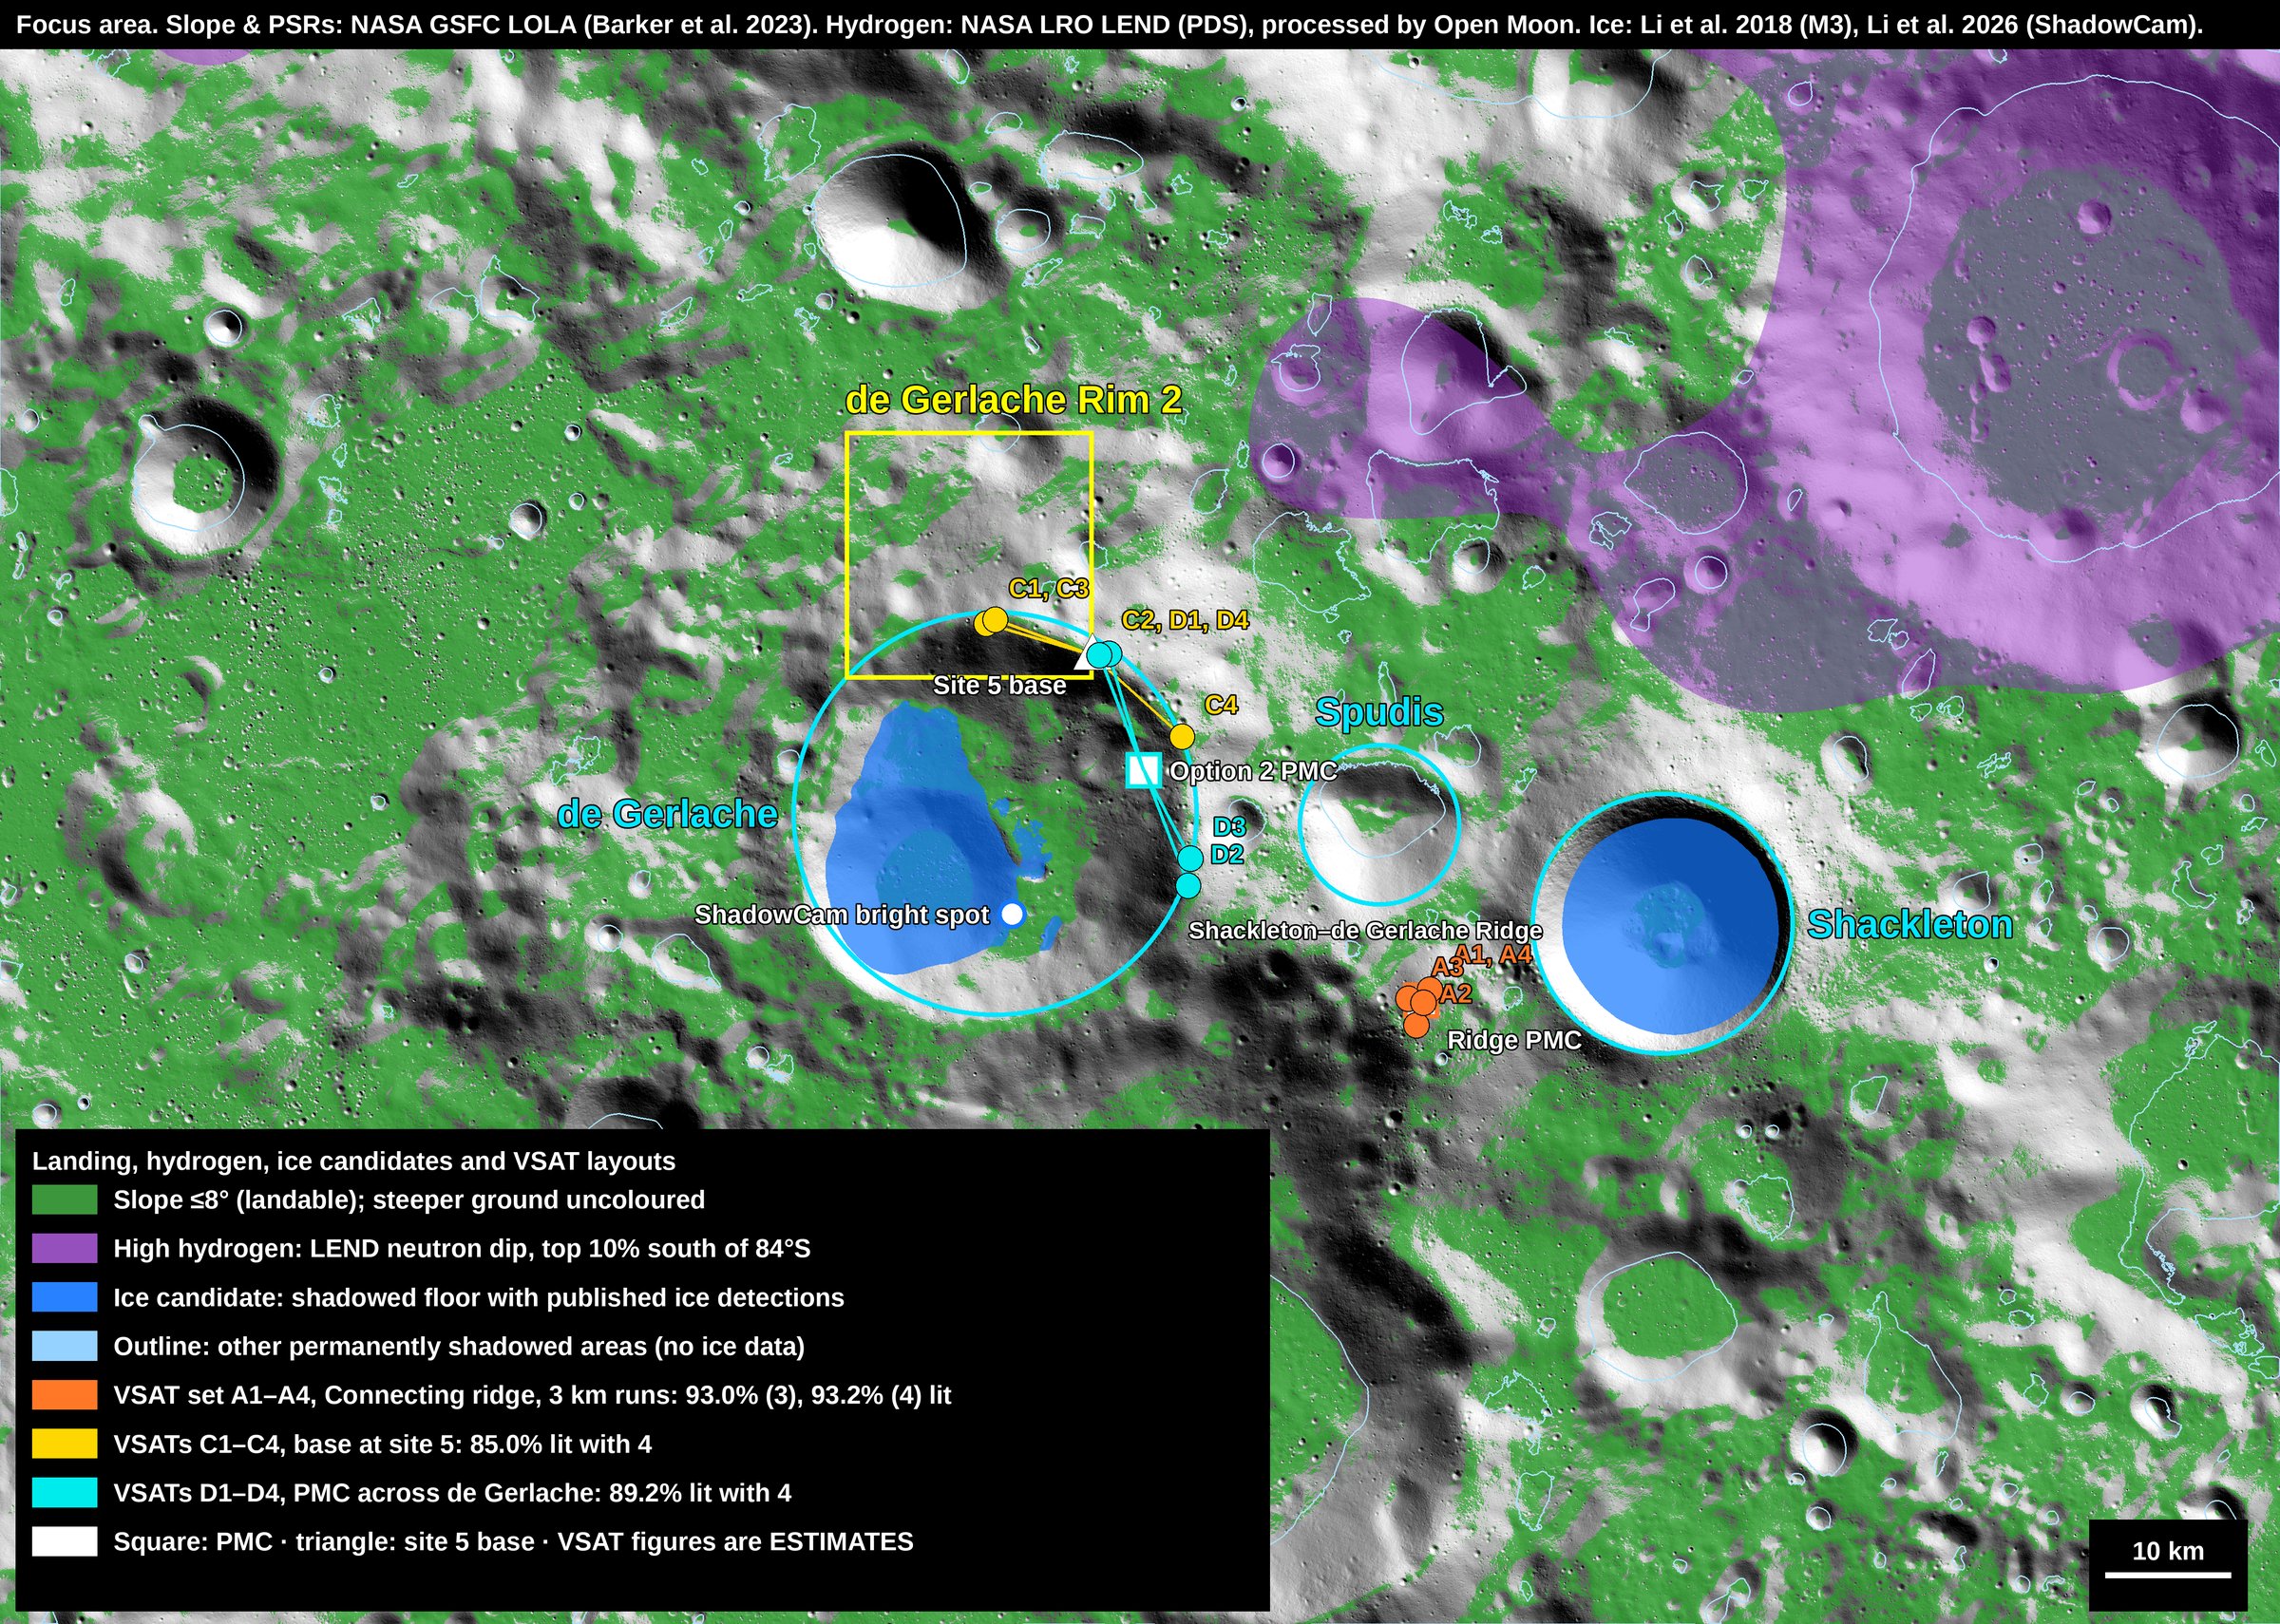 Focus area. Slope & PSRs: NASA GSFC LOLA (Barker et al. 2023). Hydrogen: NASA LRO LEND (PDS), processed by Open Moon. Ice: Li et al. 2018 (M3), Li et al. 2026 (ShadowCam).
de Gerlache Rim 2
C1, C3
C2, D1, D4
Site 5 base
C4
Spudis
Option 2 PMC
de Gerlache
D3
D2
ShadowCam bright spot
Shackleton
Shackleton–de Gerlache Ridge
A1, A4
A3
A2
Ridge PMC
Landing, hydrogen, ice candidates and VSAT layouts
Slope ≤8° (landable); steeper ground uncoloured
High hydrogen: LEND neutron dip, top 10% south of 84°S
Ice candidate: shadowed floor with published ice detections
Outline: other permanently shadowed areas (no ice data)
VSAT set A1–A4, Connecting ridge, 3 km runs: 93.0% (3), 93.2% (4) lit
VSATs C1–C4, base at site 5: 85.0% lit with 4
VSATs D1–D4, PMC across de Gerlache: 89.2% lit with 4
Square: PMC · triangle: site 5 base · VSAT figures are ESTIMATES
10 km